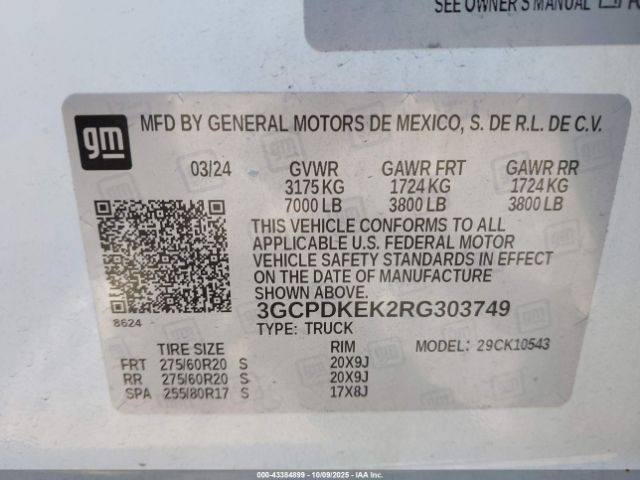 SEE OWNER'S MANUAL
gm
MFD BY GENERAL MOTORS DE MEXICO, S. DE R.L. DE C.V.
03/24 GVWR GAWR FRT GAWR RR
3175 KG 1724 KG 1724 KG
7000 LB 3800 LB 3800 LB
THIS VEHICLE CONFORMS TO ALL
APPLICABLE U.S. FEDERAL MOTOR
VEHICLE SAFETY STANDARDS IN EFFECT
ON THE DATE OF MANUFACTURE
SHOWN ABOVE.
8624
3GCPDKEK2RG303749
TYPE: TRUCK
TIRE SIZE RIM MODEL: 29CK10543
FRT 275/60R20 S 20X9J
RR 275/60R20 S 20X9J
SPA 255/80R17 S 17X8J
© - 43384899 - 10/09/2025 - IAA Inc.